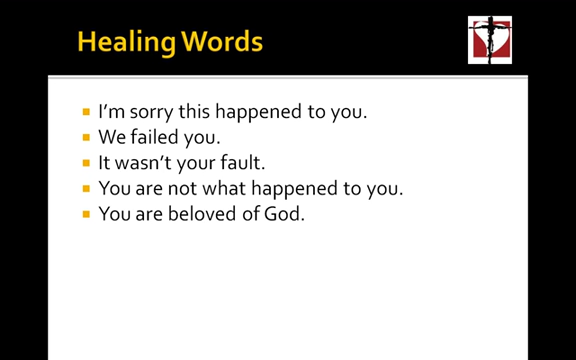 Healing Words
I'm sorry this happened to you.
We failed you.
It wasn't your fault.
You are not what happened to you.
You are beloved of God.